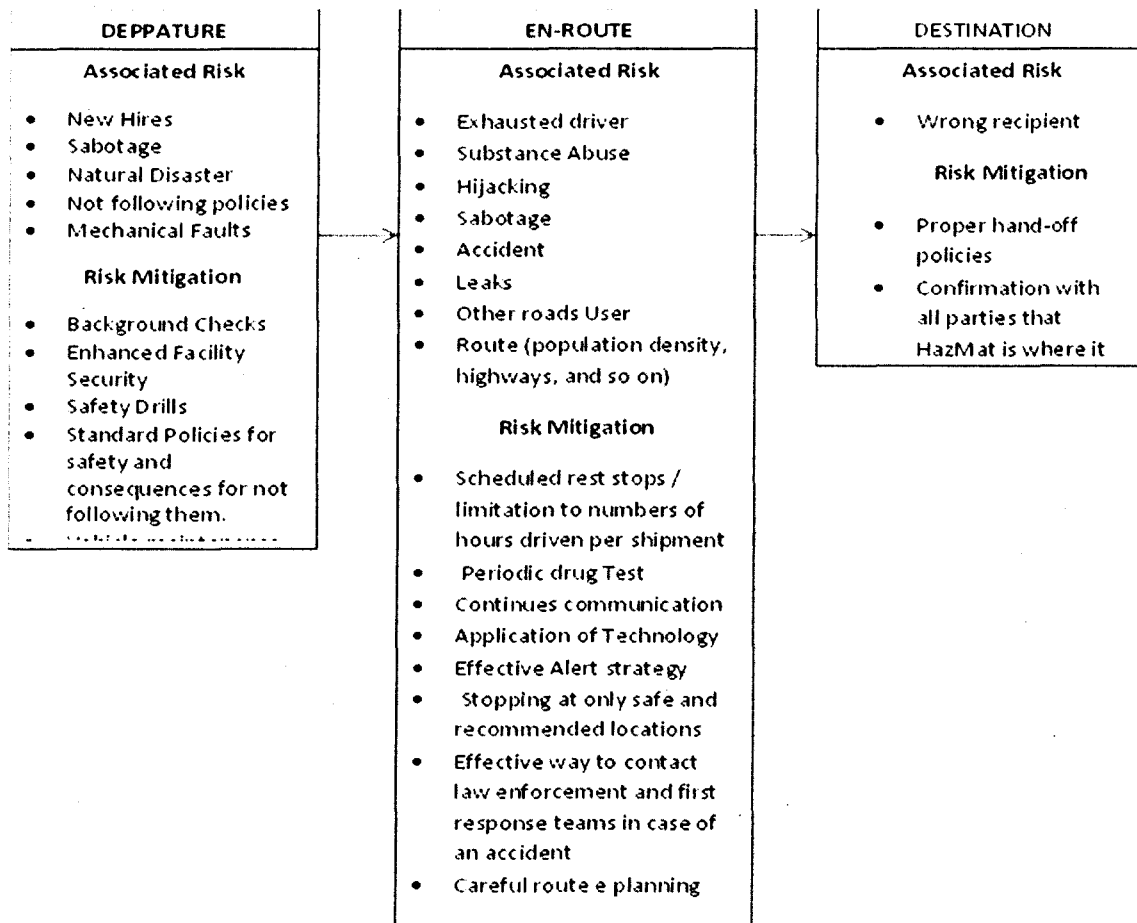 DEPPATURE
Associated Risk
• New Hires
• Sabotage
• Natural Disaster
• Not following policies
• Mechanical Faults
Risk Mitigation
• Background Checks
• Enhanced Facility
Security
• Safety Drills
• Standard Policies for
safety and
consequences for not
following them.
EN-ROUTE
Associated Risk
• Exhausted driver
• Substance Abuse
• Hijacking
• Sabotage
• Accident
• Leaks
• Other roads User
• Route (population density,
highways, and so on)
Risk Mitigation
• Scheduled rest stops /
limitation to numbers of
hours driven per shipment
• Periodic drug Test
• Continues communication
• Application of Technology
• Effective Alert strategy
• Stopping at only safe and
recommended locations
• Effective way to contact
law enforcement and first
response teams in case of
an accident
• Careful route e planning
DESTINATION
Associated Risk
• Wrong recipient
Risk Mitigation
• Proper hand-off
policies
• Confirmation with
all parties that
HazMat is where it